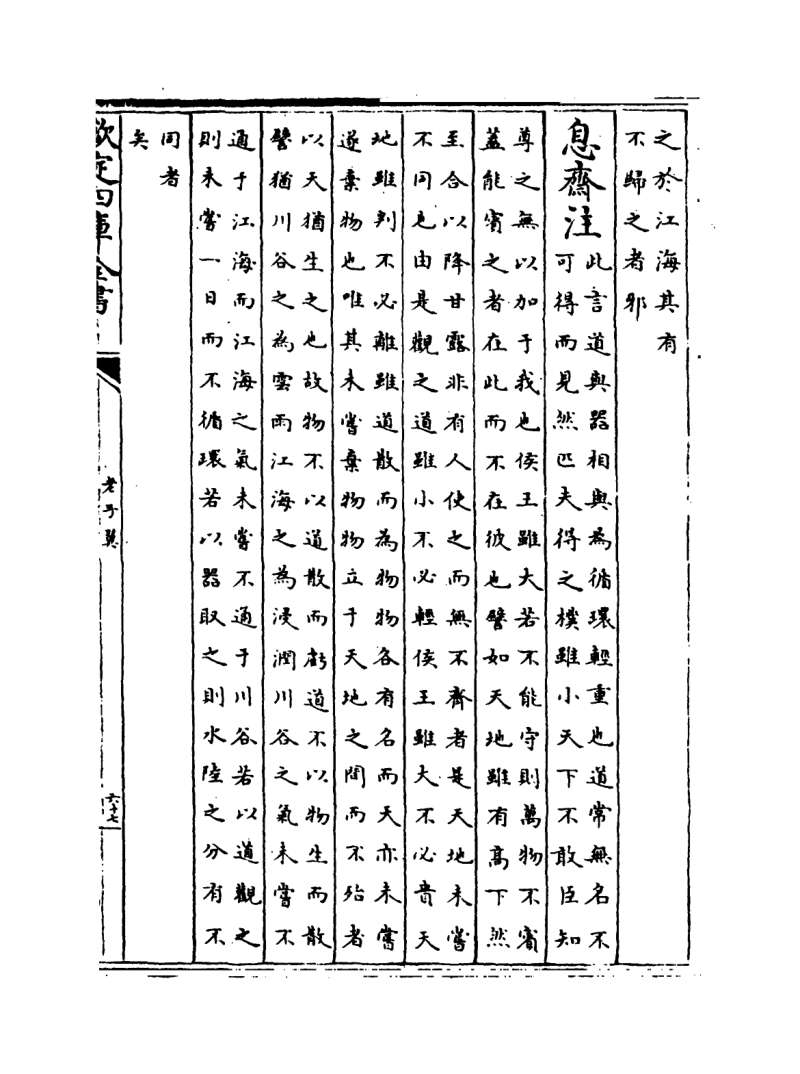 之於江海其有
不歸之者邪
息齋注
此言道與器相與為循環輕重也道常無名不
可得而見然匹夫得之樸雖小天下不敢臣知
尊之無以加于我也侯王雖大若不能守則萬物不賓
蓋能賓之者在此而不在彼也譬如天地雖有高下然
至合以降甘露非有人使之而無不齊者是天地未嘗
不同也由是觀之道雖小不必輕侯王雖大不必貴天
地雖判不必離雖道散而為物物各有名而天亦未嘗
遂棄物也唯其未嘗棄物物立于天地之間而不殆者
以天猶生之也故物不以道散而虧道不以物生而散
譬猶川谷之為雲雨江海之為浸潤川谷之氣未嘗不
通于江海而江海之氣未嘗不通于川谷若以道觀之
則未嘗一日而不循環若以器取之則水陸之分有不
同者
矣
欽定四庫全書
老子翼
六十七